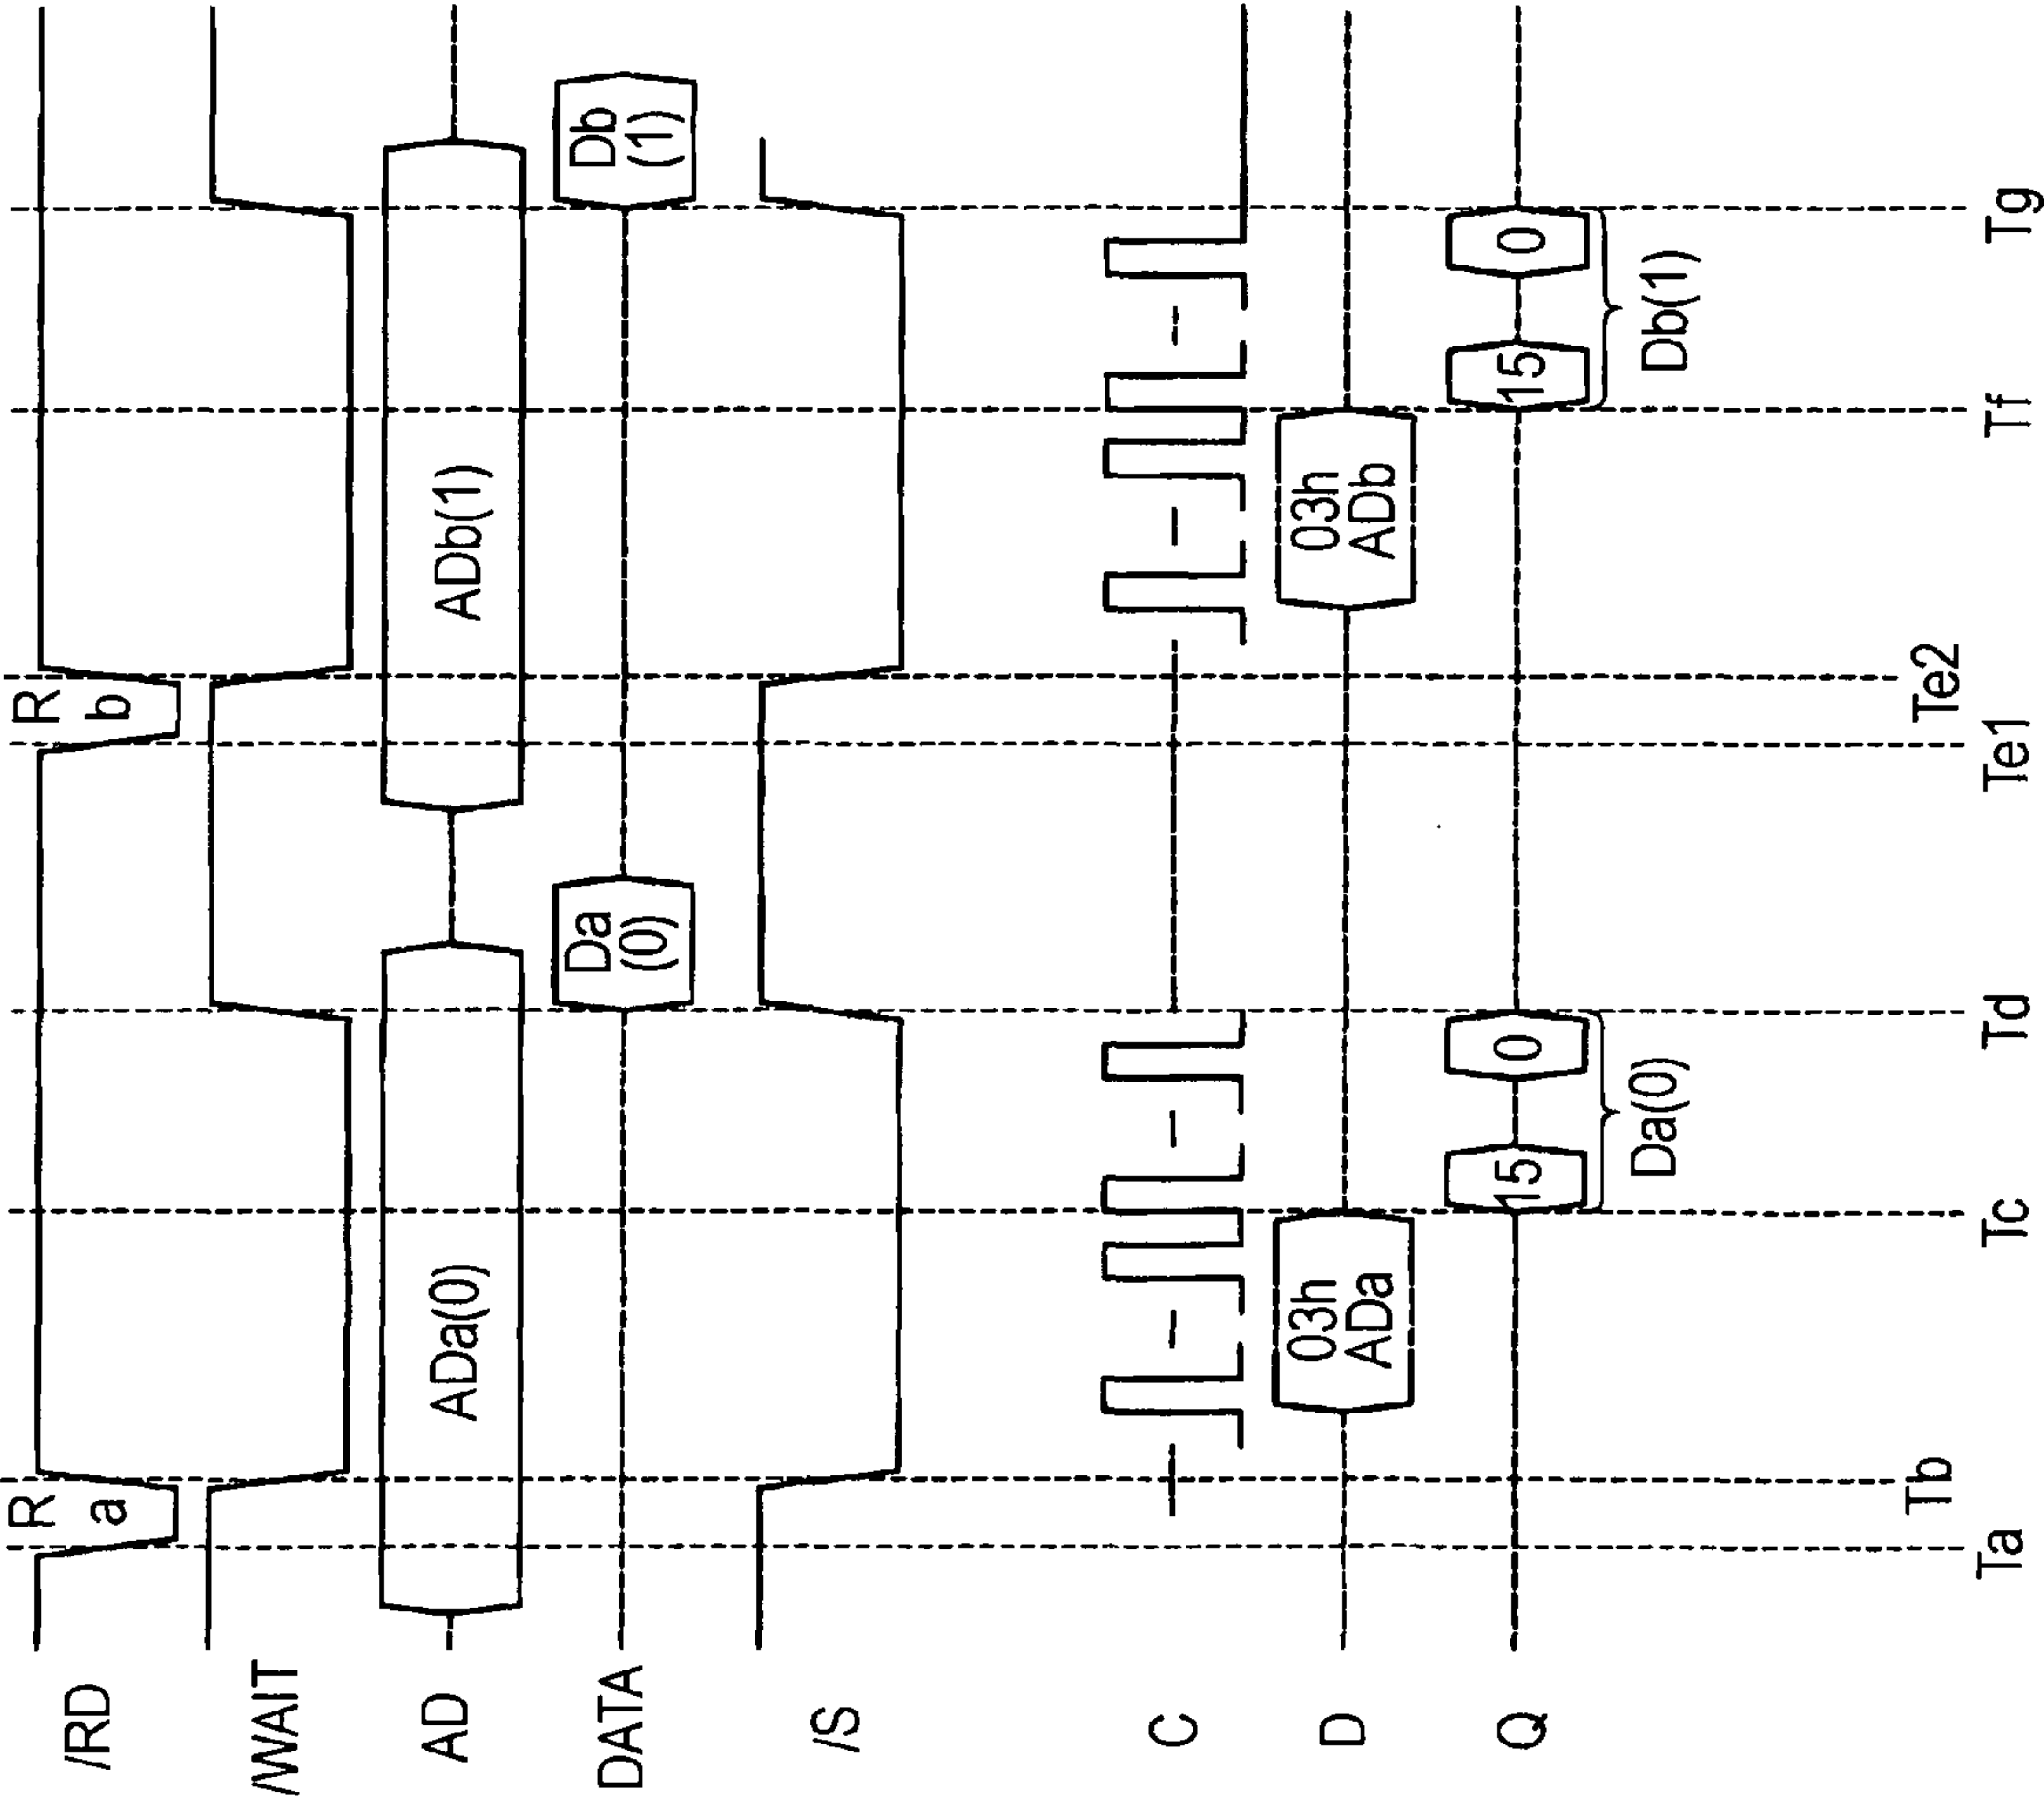 /RD
R
a
R
b
/WAIT
AD
ADa(0)
ADb(1)
DATA
Da
(0)
Db
(1)
/S
C
D
03h
ADa
03h
ADb
Q
15
0
15
0
Da(0)
Db(1)
Ta
Tb
Tc
Td
Te1
Te2
Tf
Tg